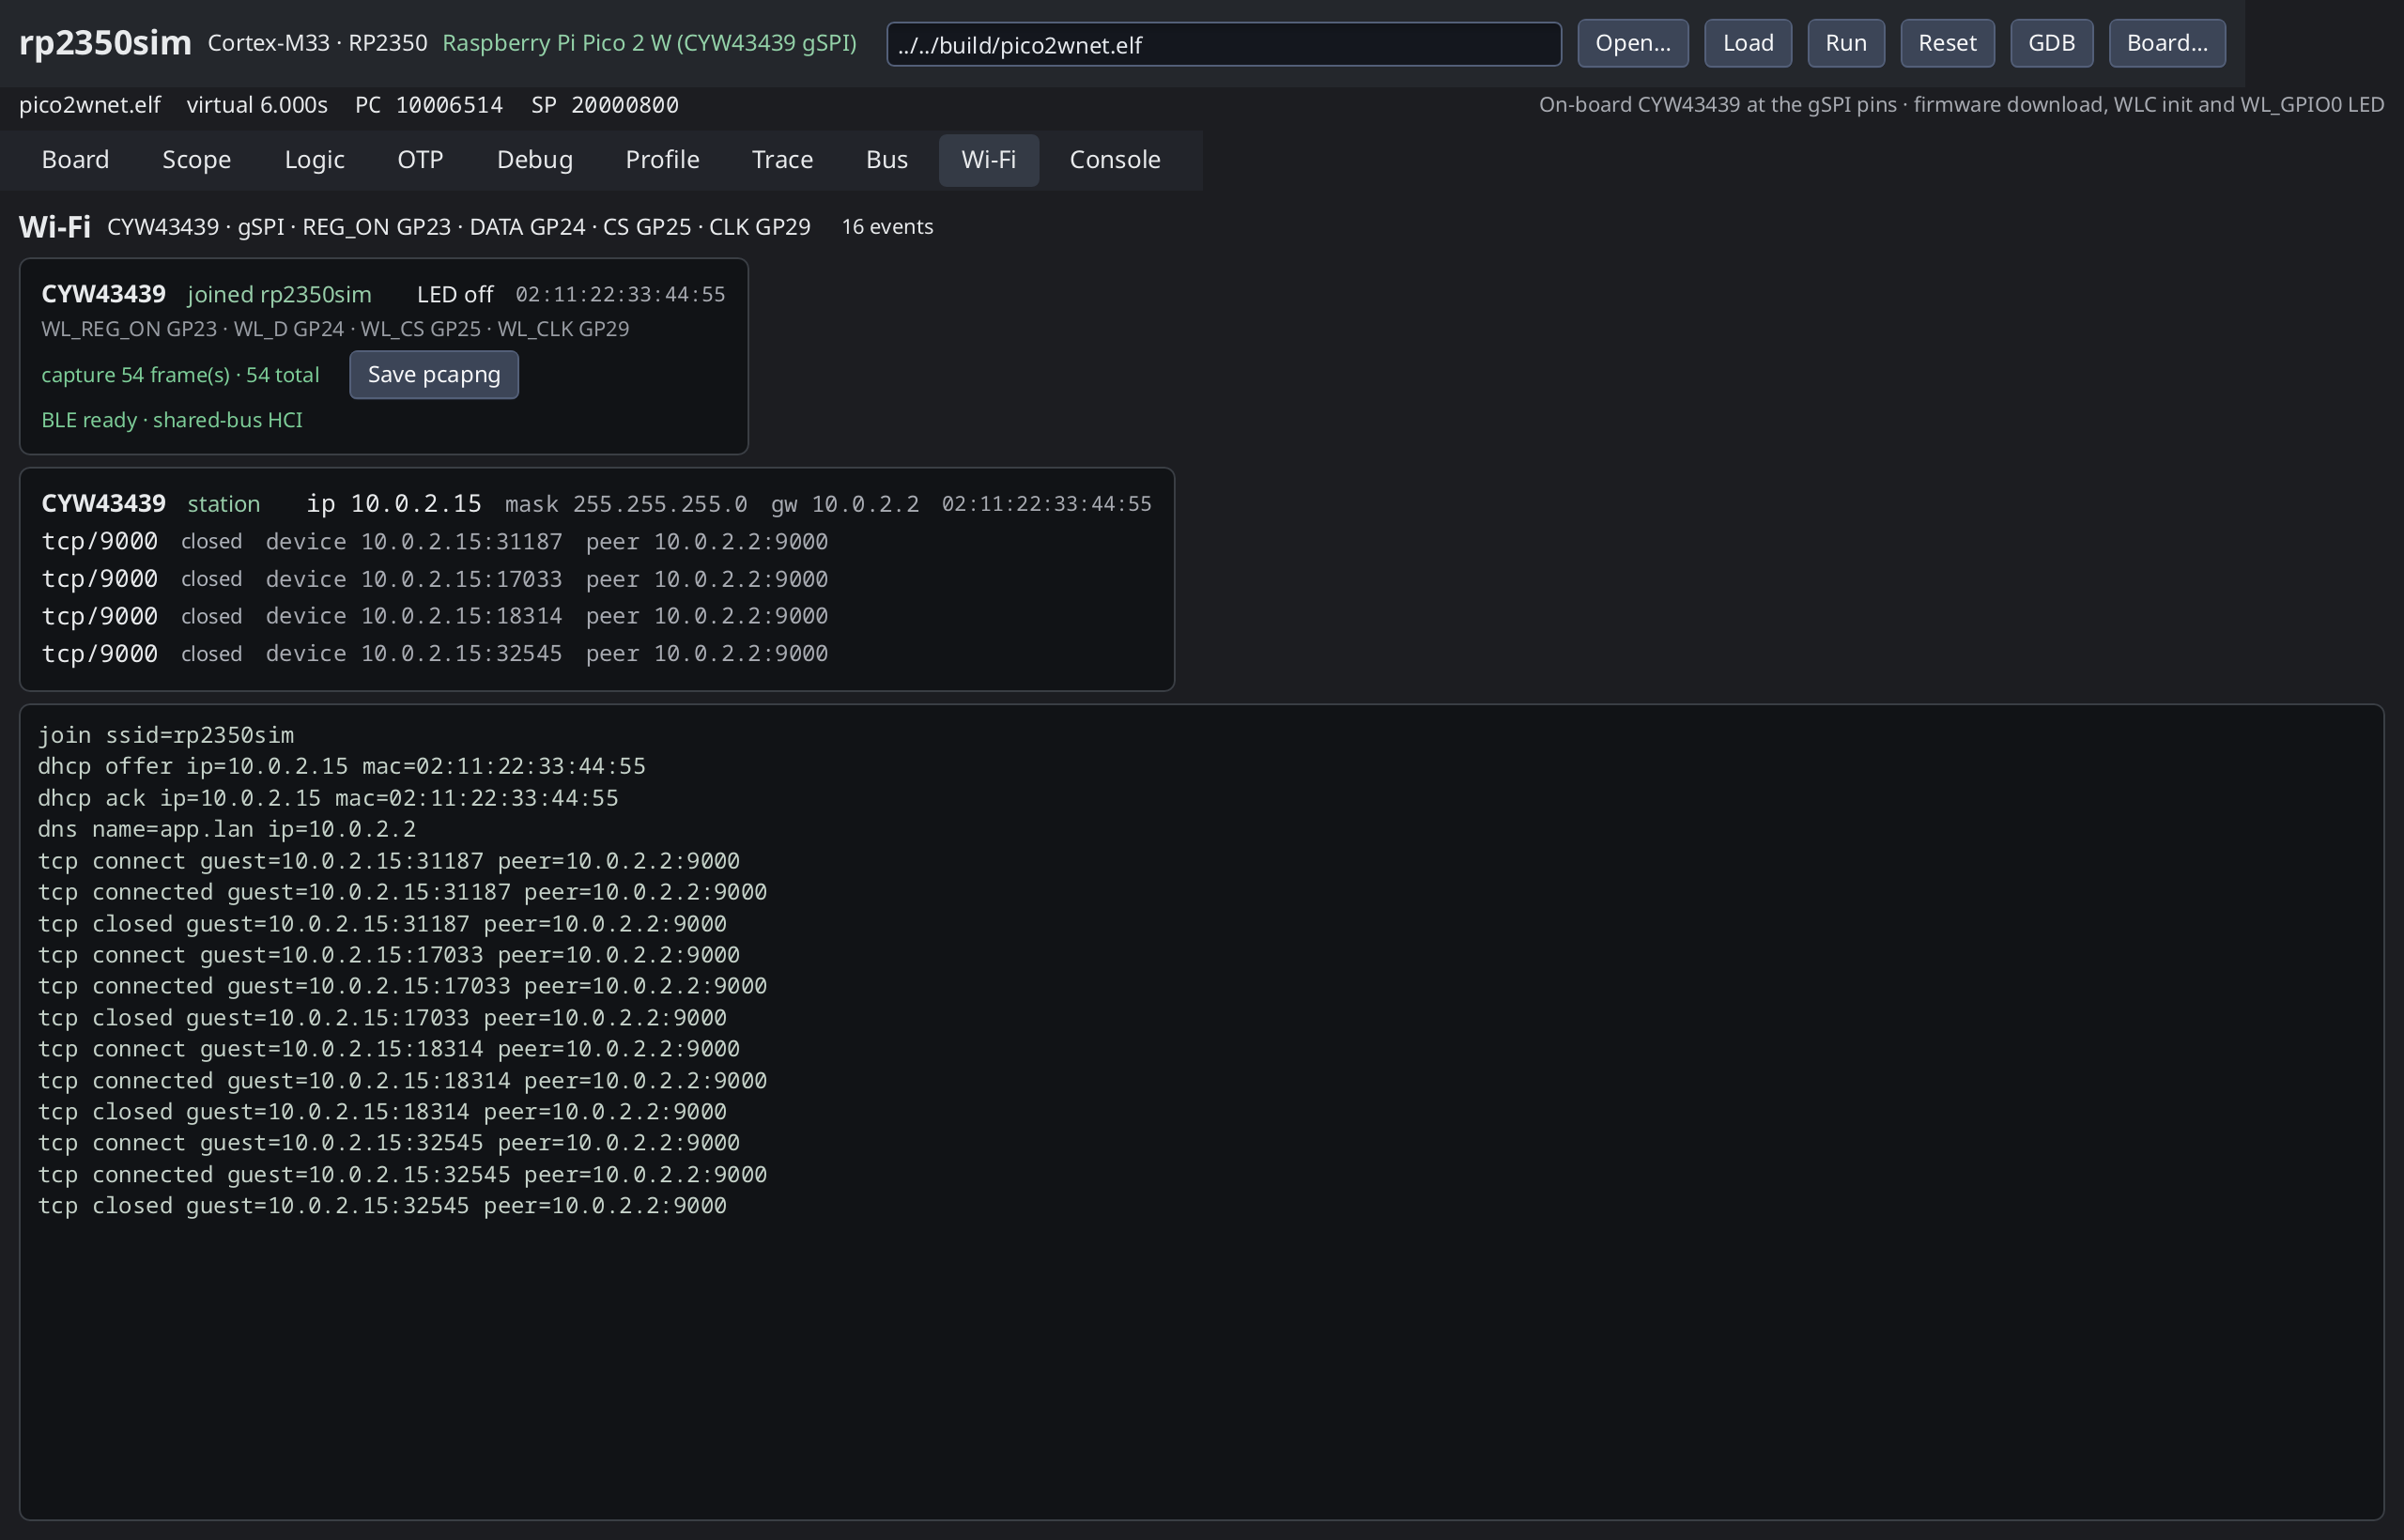 rp2350sim Cortex-M33 · RP2350 Raspberry Pi Pico 2 W (CYW43439 gSPI) ../../build/pico2wnet.elf Open... Load Run Reset GDB Board...
pico2wnet.elf virtual 6.000s PC 10006514 SP 20000800 On-board CYW43439 at the gSPI pins · firmware download, WLC init and WL_GPIO0 LED
Board Scope Logic OTP Debug Profile Trace Bus Wi-Fi Console
Wi-Fi CYW43439 · gSPI · REG_ON GP23 · DATA GP24 · CS GP25 · CLK GP29 16 events
CYW43439 joined rp2350sim LED off 02:11:22:33:44:55
WL_REG_ON GP23 · WL_D GP24 · WL_CS GP25 · WL_CLK GP29
capture 54 frame(s) · 54 total Save pcapng
BLE ready · shared-bus HCI
CYW43439 station ip 10.0.2.15 mask 255.255.255.0 gw 10.0.2.2 02:11:22:33:44:55
tcp/9000 closed device 10.0.2.15:31187 peer 10.0.2.2:9000
tcp/9000 closed device 10.0.2.15:17033 peer 10.0.2.2:9000
tcp/9000 closed device 10.0.2.15:18314 peer 10.0.2.2:9000
tcp/9000 closed device 10.0.2.15:32545 peer 10.0.2.2:9000
join ssid=rp2350sim
dhcp offer ip=10.0.2.15 mac=02:11:22:33:44:55
dhcp ack ip=10.0.2.15 mac=02:11:22:33:44:55
dns name=app.lan ip=10.0.2.2
tcp connect guest=10.0.2.15:31187 peer=10.0.2.2:9000
tcp connected guest=10.0.2.15:31187 peer=10.0.2.2:9000
tcp closed guest=10.0.2.15:31187 peer=10.0.2.2:9000
tcp connect guest=10.0.2.15:17033 peer=10.0.2.2:9000
tcp connected guest=10.0.2.15:17033 peer=10.0.2.2:9000
tcp closed guest=10.0.2.15:17033 peer=10.0.2.2:9000
tcp connect guest=10.0.2.15:18314 peer=10.0.2.2:9000
tcp connected guest=10.0.2.15:18314 peer=10.0.2.2:9000
tcp closed guest=10.0.2.15:18314 peer=10.0.2.2:9000
tcp connect guest=10.0.2.15:32545 peer=10.0.2.2:9000
tcp connected guest=10.0.2.15:32545 peer=10.0.2.2:9000
tcp closed guest=10.0.2.15:32545 peer=10.0.2.2:9000